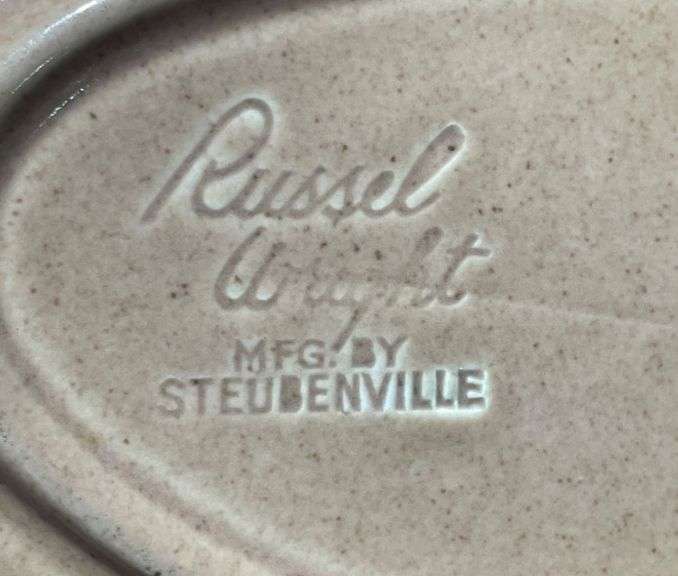 Russel
Wright
MFG. BY
STEUBENVILLE